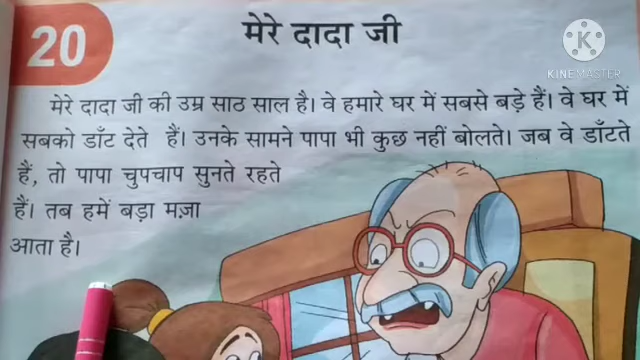 20
मेरे दादा जी
KINEMASTER
मेरे दादा जी की उम्र साठ साल है। वे हमारे घर में सबसे बड़े हैं। वे घर में
सबको डाँट देते हैं। उनके सामने पापा भी कुछ नहीं बोलते। जब वे डाँटते
हैं, तो पापा चुपचाप सुनते रहते
हैं। तब हमें बड़ा मज़ा
आता है।